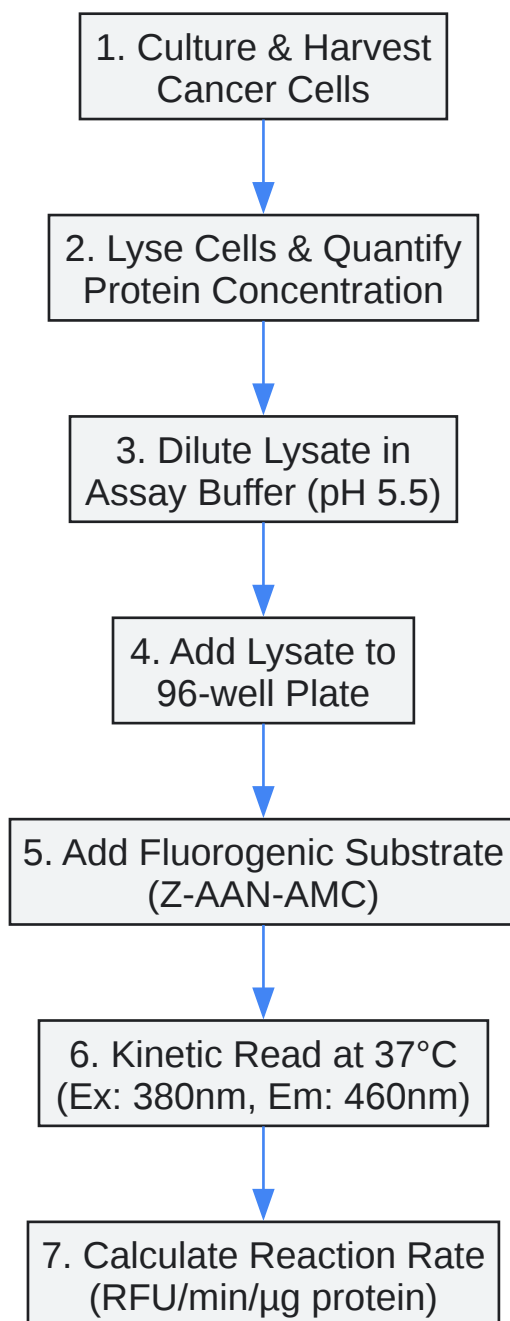 1. Culture & Harvest
Cancer Cells
2. Lyse Cells & Quantify
Protein Concentration
3. Dilute Lysate in
Assay Buffer (pH 5.5)
4. Add Lysate to
96-well Plate
5. Add Fluorogenic Substrate
(Z-AAN-AMC)
6. Kinetic Read at 37°C
(Ex: 380nm, Em: 460nm)
7. Calculate Reaction Rate
(RFU/min/µg protein)